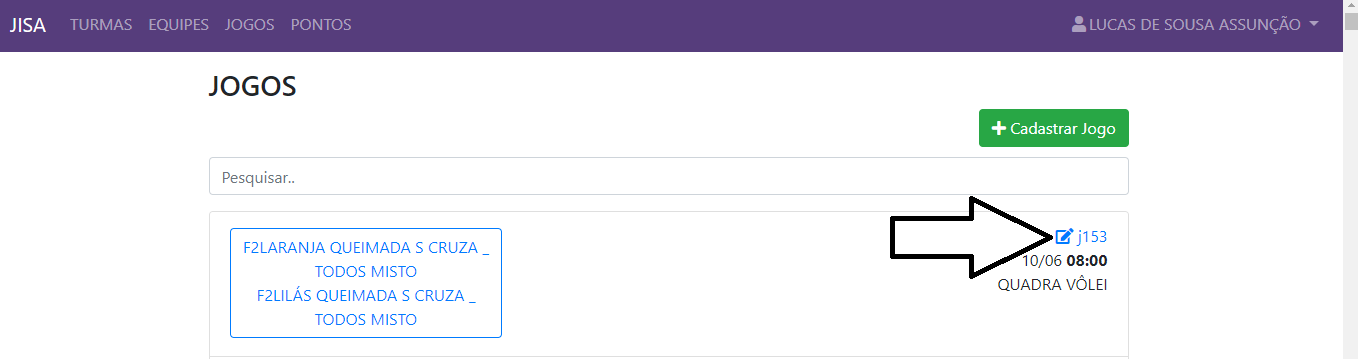 JISA TURMAS EQUIPES JOGOS PONTOS LUCAS DE SOUSA ASSUNÇÃO
JOGOS
Cadastrar Jogo
Pesquisar..
F2LARANJA QUEIMADA S CRUZA _
TODOS MISTO
F2LILÁS QUEIMADA S CRUZA _
TODOS MISTO
j153
10/06 08:00
QUADRA VÔLEI